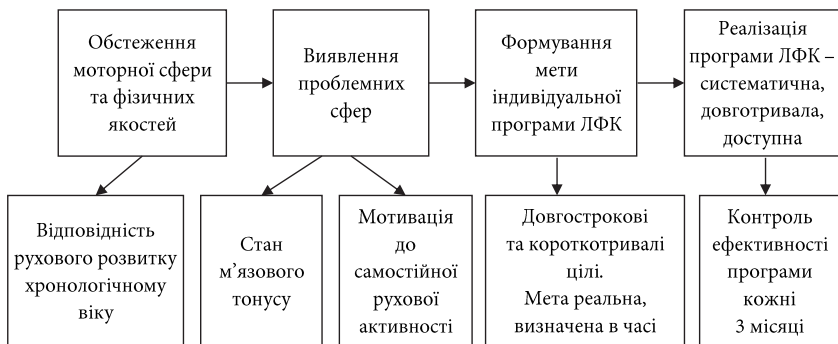 Обстеження
моторної сфери
та фізичних
якостей
Виявлення
проблемних
сфер
Формування
мети
індивідуальної
програми ЛФК
Реалізація
програми ЛФК –
систематична,
довготривала,
доступна
Відповідність
рухового розвитку
хронологічному
віку
Стан
м’язового
тонусу
Мотивація
до
самостійної
рухової
активності
Довгострокові
та короткотривалі
цілі.
Мета реальна,
визначена в часі
Контроль
ефективності
програми
кожні
3 місяці